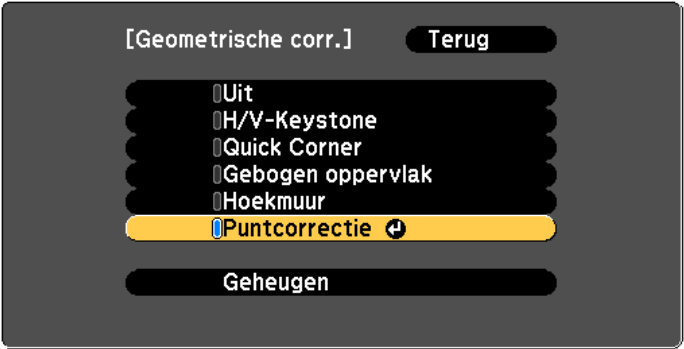 [Geometrische corr.] Terug
Uit
H/V-Keystone
Quick Corner
Gebogen oppervlak
Hoekmuur
Puntcorrectie
Geheugen